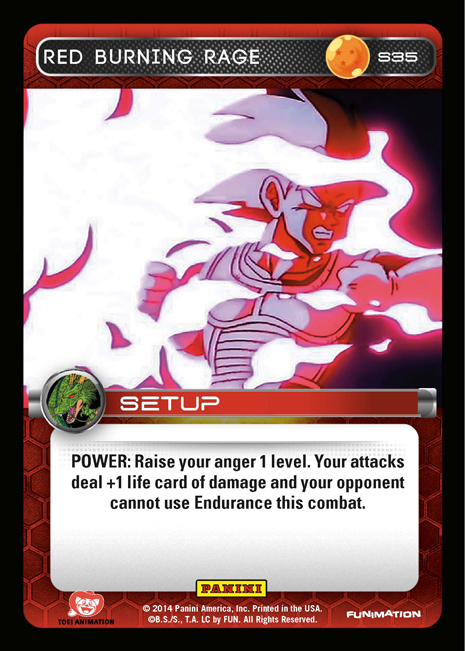 RED BURNING RAGE
S35
SETUP
POWER: Raise your anger 1 level. Your attacks
deal +1 life card of damage and your opponent
cannot use Endurance this combat.
PANINI
TOEI ANIMATION
© 2014 Panini America, Inc. Printed in the USA.
©B.S./S., T.A. LC by FUN. All Rights Reserved.
FUNIMATION